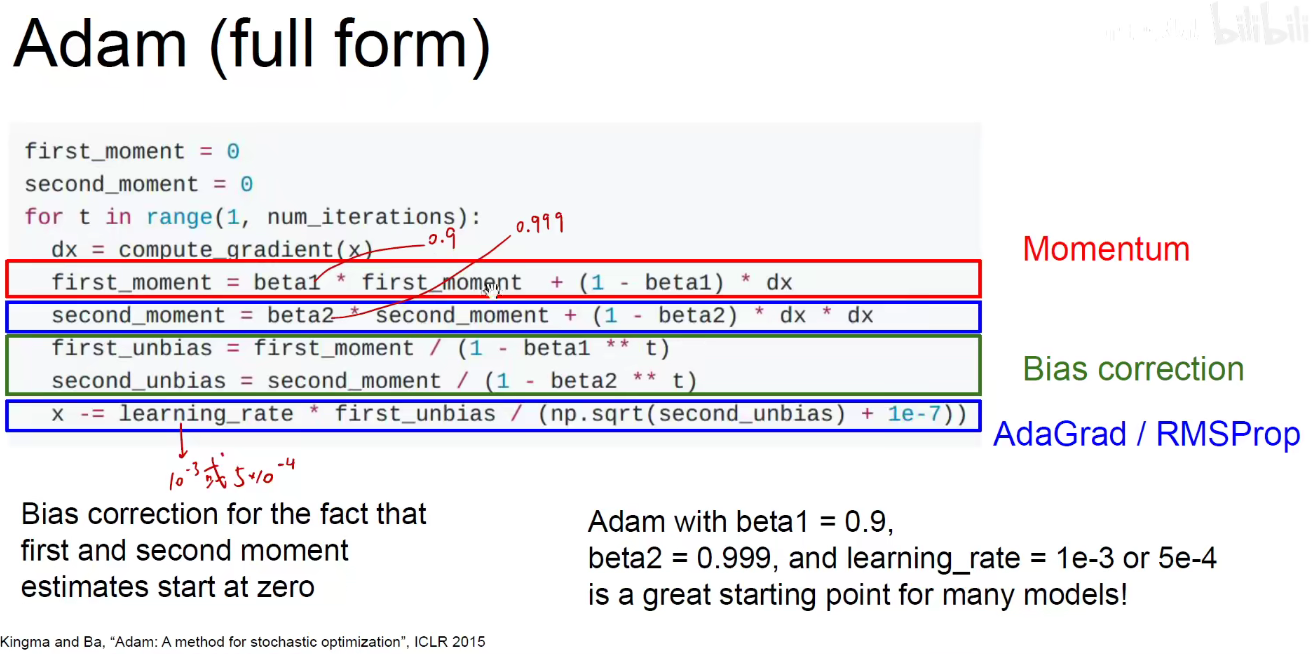 bilibili
Adam (full form)
first_moment = 0
second_moment = 0
for t in range(1, num_iterations):
0.999
dx = compute_gradient(x)
0.9
Momentum
first_moment = beta1 * first_moment + (1 - beta1) * dx
second_moment = beta2 * second_moment + (1 - beta2) * dx * dx
first_unbias = first_moment / (1 - beta1 ** t)
Bias correction
second_unbias = second_moment / (1 - beta2 ** t)
x -= learning_rate * first_unbias / (np.sqrt(second_unbias) + 1e-7))
AdaGrad / RMSProp
10⁻³或5×10⁻⁴
Bias correction for the fact that
first and second moment
estimates start at zero
Adam with beta1 = 0.9,
beta2 = 0.999, and learning_rate = 1e-3 or 5e-4
is a great starting point for many models!
Kingma and Ba, “Adam: A method for stochastic optimization”, ICLR 2015